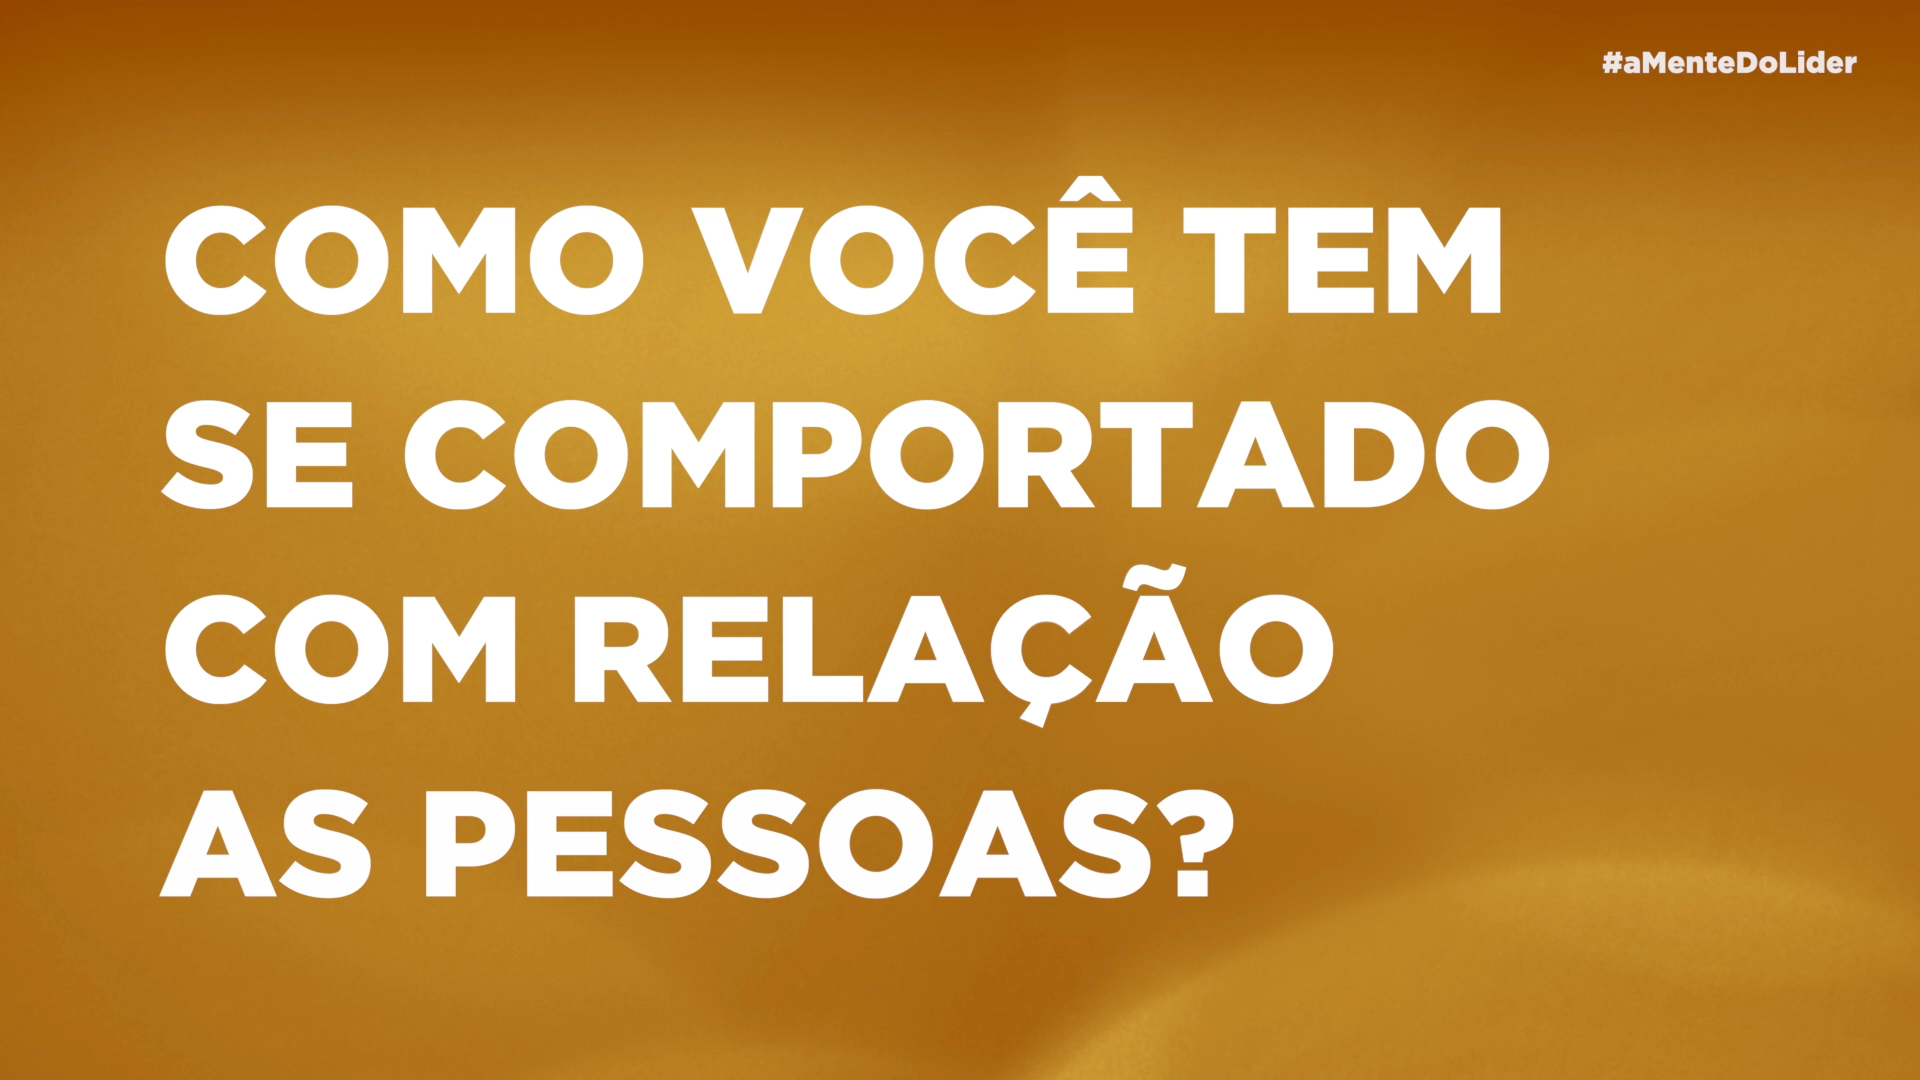 #aMenteDoLider
COMO VOCÊ TEM
SE COMPORTADO
COM RELAÇÃO
AS PESSOAS?